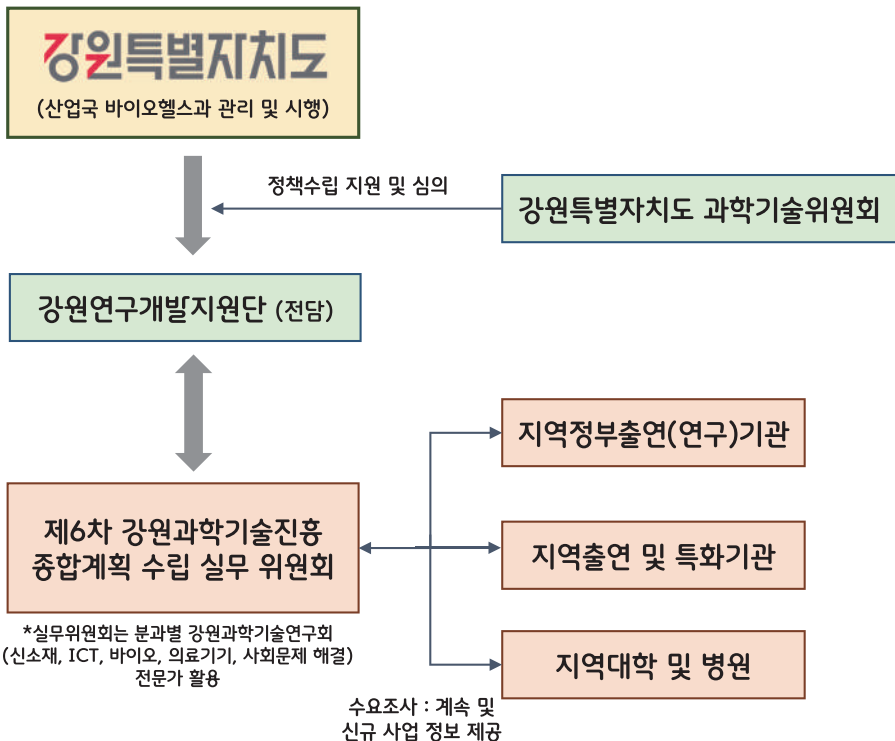 강원특별자치도
(산업국 바이오헬스과 관리 및 시행)
정책수립 지원 및 심의
강원특별자치도 과학기술위원회
강원연구개발지원단 (전담)
지역정부출연(연구)기관
제6차 강원과학기술진흥
종합계획 수립 실무 위원회
지역출연 및 특화기관
*실무위원회는 분과별 강원과학기술연구회
(신소재, ICT, 바이오, 의료기기, 사회문제 해결)
전문가 활용
지역대학 및 병원
수요조사 : 계속 및
신규 사업 정보 제공